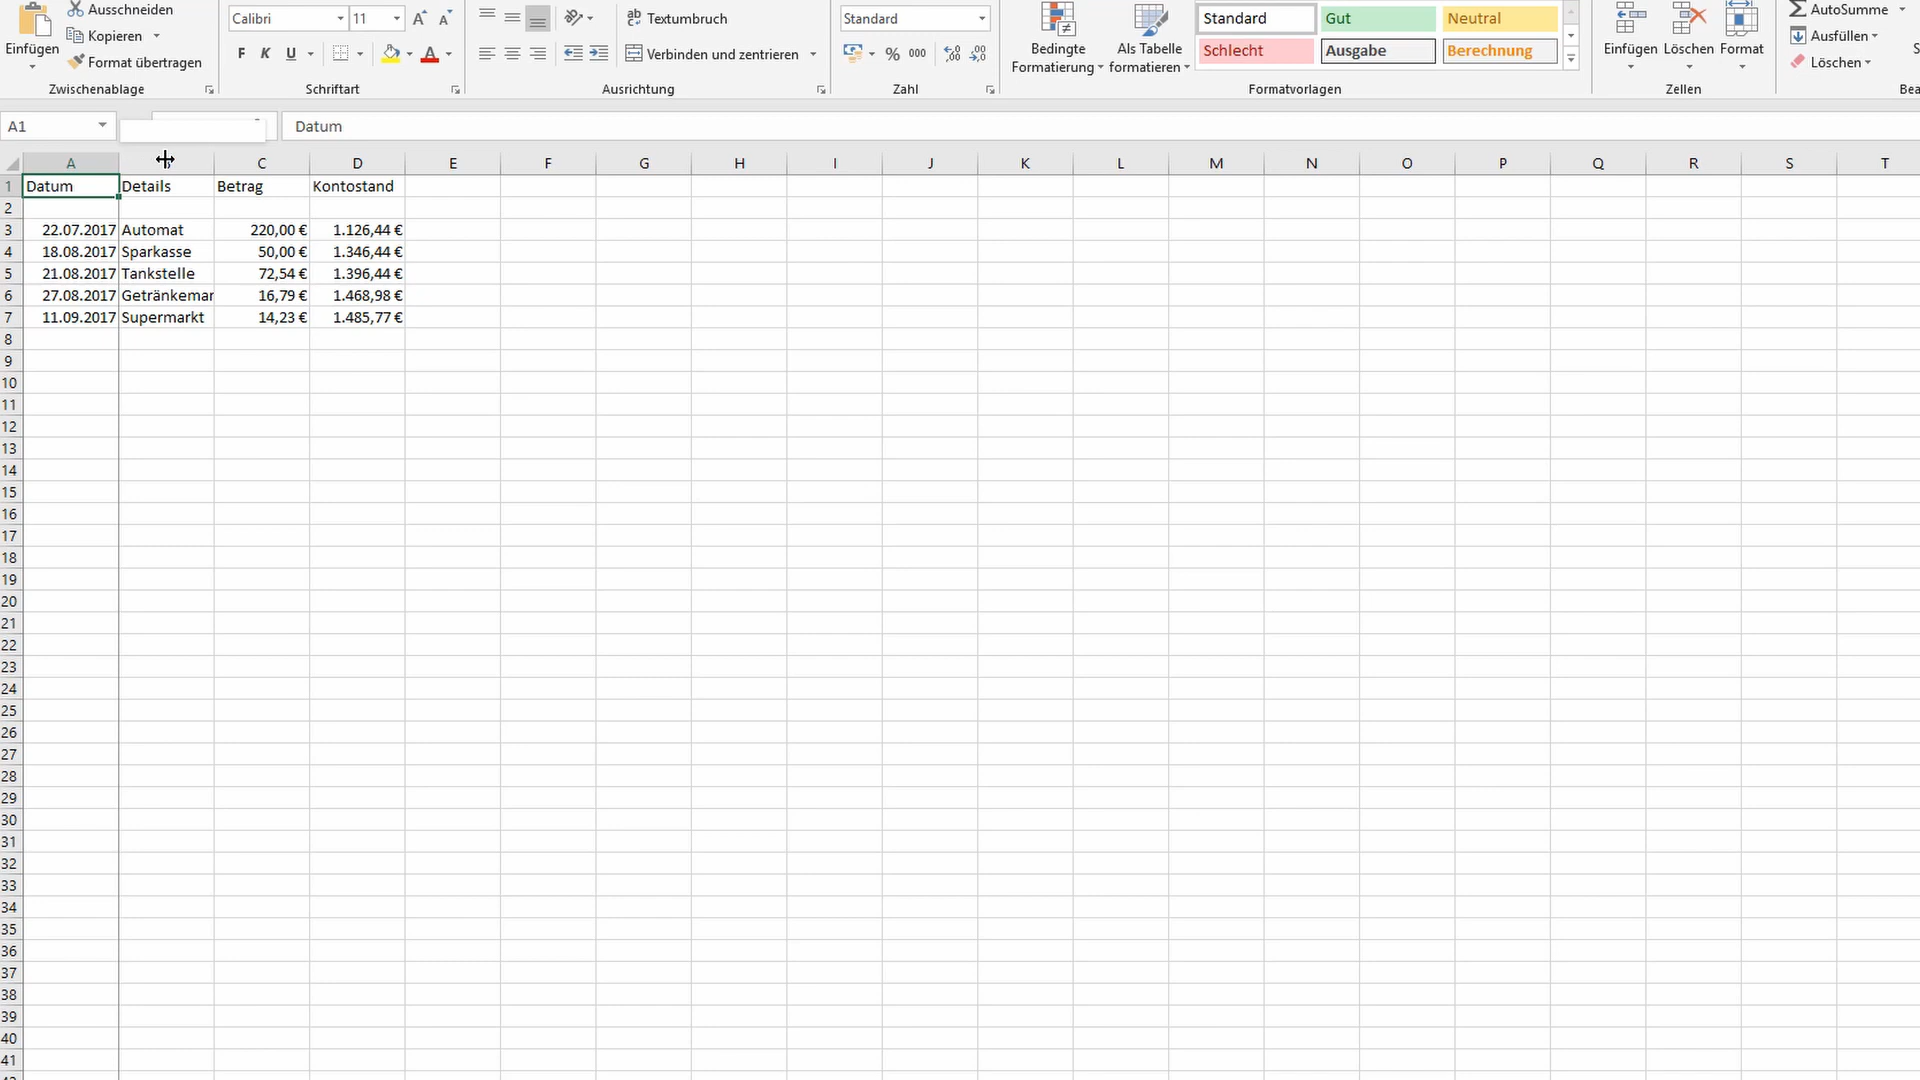 Ausschneiden
Calibri 11 A A
Textumbruch
Standard
Standard Gut Neutral
AutoSumme
Einfügen
Kopieren
F K U A
Verbinden und zentrieren
% 000
Bedingte Formatierung
Als Tabelle formatieren
Schlecht Ausgabe Berechnung
Einfügen Löschen Format
Ausfüllen
Format übertragen
Löschen
Zwischenablage Schriftart Ausrichtung Zahl Formatvorlagen Zellen
A1 Datum
A C D E F G H I J K L M N O P Q R S T
1 Datum Details Betrag Kontostand
2
3 22.07.2017 Automat 220,00 € 1.126,44 €
4 18.08.2017 Sparkasse 50,00 € 1.346,44 €
5 21.08.2017 Tankstelle 72,54 € 1.396,44 €
6 27.08.2017 Getränkemar 16,79 € 1.468,98 €
7 11.09.2017 Supermarkt 14,23 € 1.485,77 €
8
9
10
11
12
13
14
15
16
17
18
19
20
21
22
23
24
25
26
27
28
29
30
31
32
33
34
35
36
37
38
39
40
41